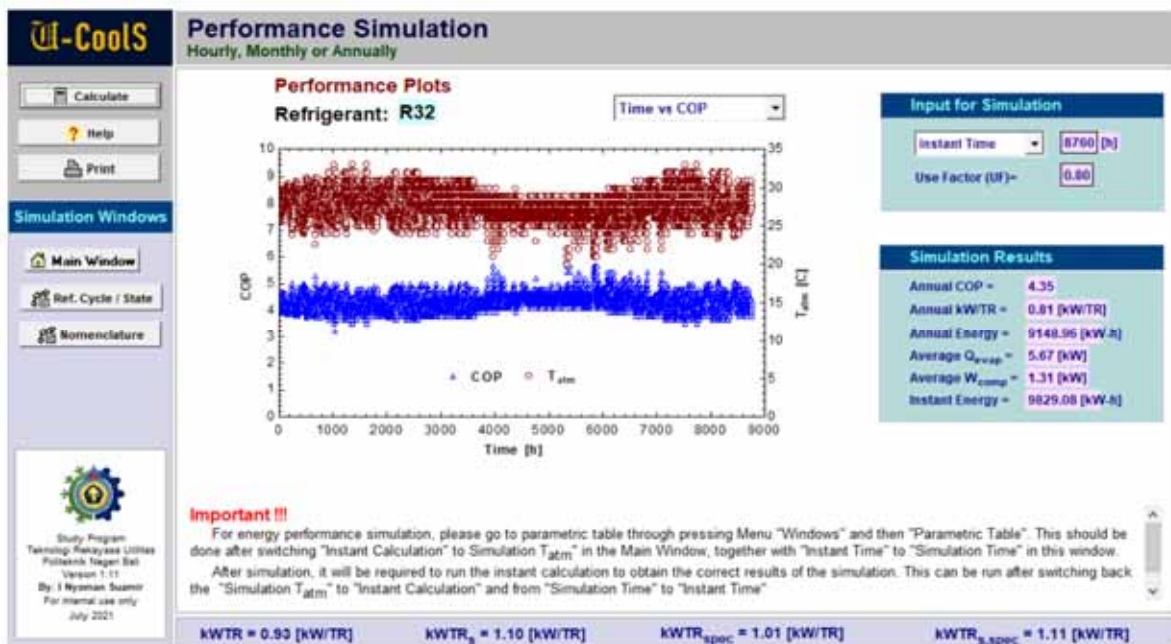 U-CoolS
Performance Simulation
Hourly, Monthly or Annually
Calculate
Help
Print
Simulation Windows
Main Window
Ref. Cycle / State
Nomenclature
Performance Plots
Refrigerant: R32
Time vs COP
10
9
8
7
6
5
4
3
2
1
0
COP
35
30
25
20
15
10
5
0
Tatm [C]
COP
Tatm
0 1000 2000 3000 4000 5000 6000 7000 8000 9000
Time [h]
Input for Simulation
Instant Time 8760 [h]
Use Factor (UF)= 0.80
Simulation Results
Annual COP = 4.35
Annual kW/TR = 0.81 [kW/TR]
Annual Energy = 9148.96 [kW-h]
Average Qevap = 5.67 [kW]
Average Wcomp = 1.31 [kW]
Instant Energy = 9829.08 [kW-h]
Study Program
Teknologi Rekayasa Utilitas
Politeknik Negeri Bali
Version 1.11
By: I Nyoman Suamir
For internal use only
July 2021
Important !!!
For energy performance simulation, please go to parametric table through pressing Menu "Windows" and then "Parametric Table". This should be
done after switching "Instant Calculation" to Simulation Tatm" in the Main Window, together with "Instant Time" to "Simulation Time" in this window.
After simulation, it will be required to run the instant calculation to obtain the correct results of the simulation. This can be run after switching back
the "Simulation Tatm" to "Instant Calculation" and from "Simulation Time" to "Instant Time"
kWTR = 0.93 [kW/TR] kWTRs = 1.10 [kW/TR] kWTRspec = 1.01 [kW/TR] kWTRs,spec = 1.11 [kW/TR]